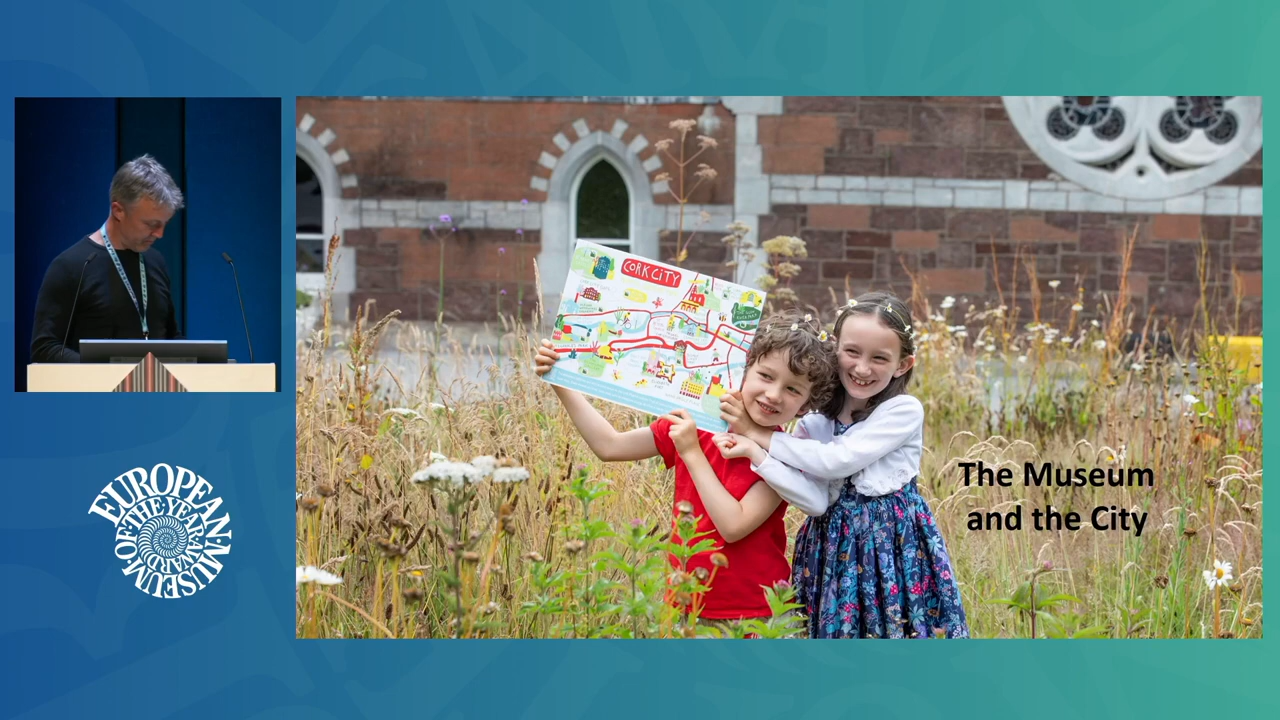 EUROPEAN MUSEUM
OF THE YEAR AWARD
CORK CITY
The Museum
and the City